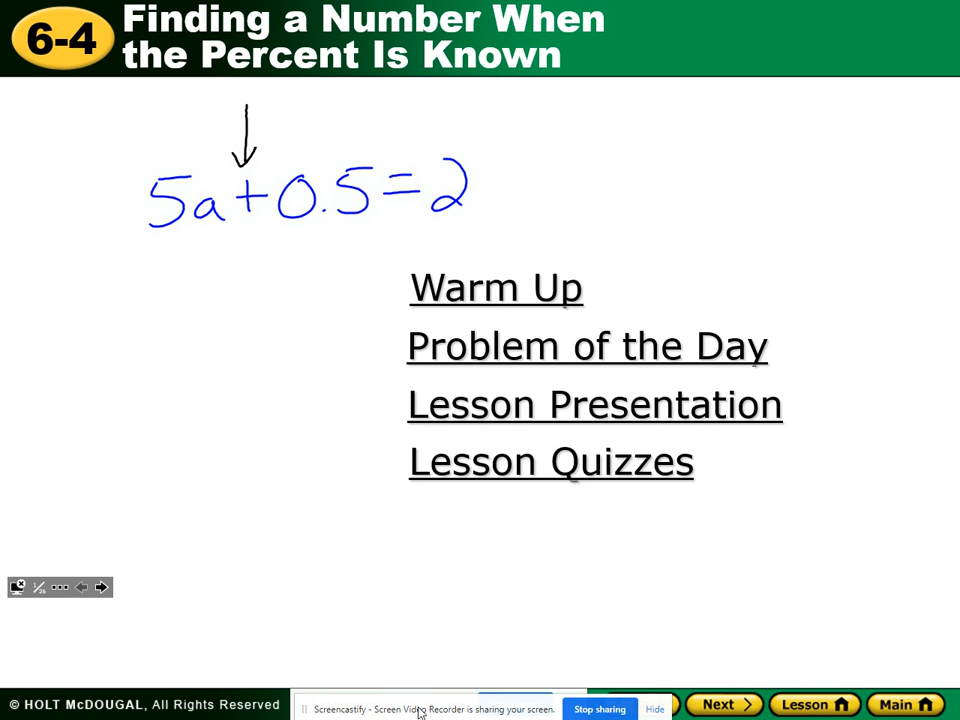 6-4
Finding a Number When
the Percent Is Known
5a+0.5=2
Warm Up
Problem of the Day
Lesson Presentation
Lesson Quizzes
1/26
© HOLT McDOUGAL, All Rights Reserved
Screencastify - Screen Video Recorder is sharing your screen.
Stop sharing
Hide
Next
Lesson
Main